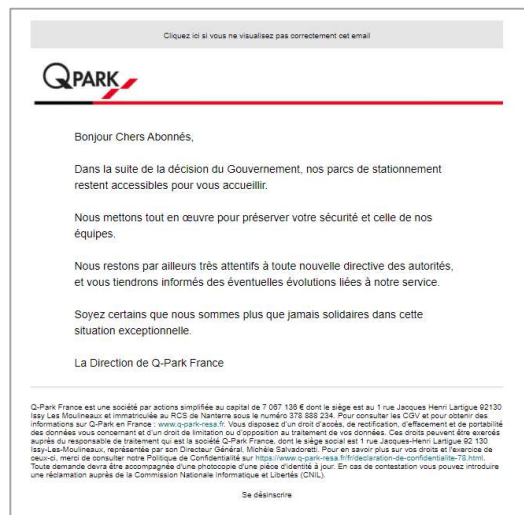 Cliquez ici si vous ne visualisez pas correctement cet email
QPARK
Bonjour Chers Abonnés,
Dans la suite de la décision du Gouvernement, nos parcs de stationnement
restent accessibles pour vous accueillir.
Nous mettons tout en œuvre pour préserver votre sécurité et celle de nos
équipes.
Nous restons par ailleurs très attentifs à toute nouvelle directive des autorités,
et vous tiendrons informés des éventuelles évolutions liées à notre service.
Soyez certains que nous sommes plus que jamais solidaires dans cette
situation exceptionnelle.
La Direction de Q-Park France
Q-Park France est une société par actions simplifiée au capital de 7 067 136 € dont le siège est au 1 rue Jacques Henri Lartigue 92130
Issy Les Moulineaux et immatriculée au RCS de Nanterre sous le numéro 378 888 234. Pour consulter les CGV et pour obtenir des
informations sur Q-Park en France : www.q-park-resa.fr. Vous disposez d'un droit d'accès, de rectification, d'effacement et de portabilité
des données vous concernant et d'un droit de limitation ou d'opposition au traitement de vos données. Ces droits peuvent être exercés
auprès du responsable de traitement qui est la société Q-Park France, dont le siège social est 1 rue Jacques-Henri Lartigue 92 130
Issy-Les-Moulineaux, représentée par son Directeur Général, Michèle Salvadoretti. Pour en savoir plus sur vos droits et l'exercice de
ceux-ci, merci de consulter notre Politique de Confidentialité sur https://www.q-park-resa.fr/fr/declaration-de-confidentialite-78.html.
Toute demande devra être accompagnée d'une photocopie d'une pièce d'identité à jour. En cas de contestation vous pouvez introduire
une réclamation auprès de la Commission Nationale Informatique et Libertés (CNIL).
Se désinscrire